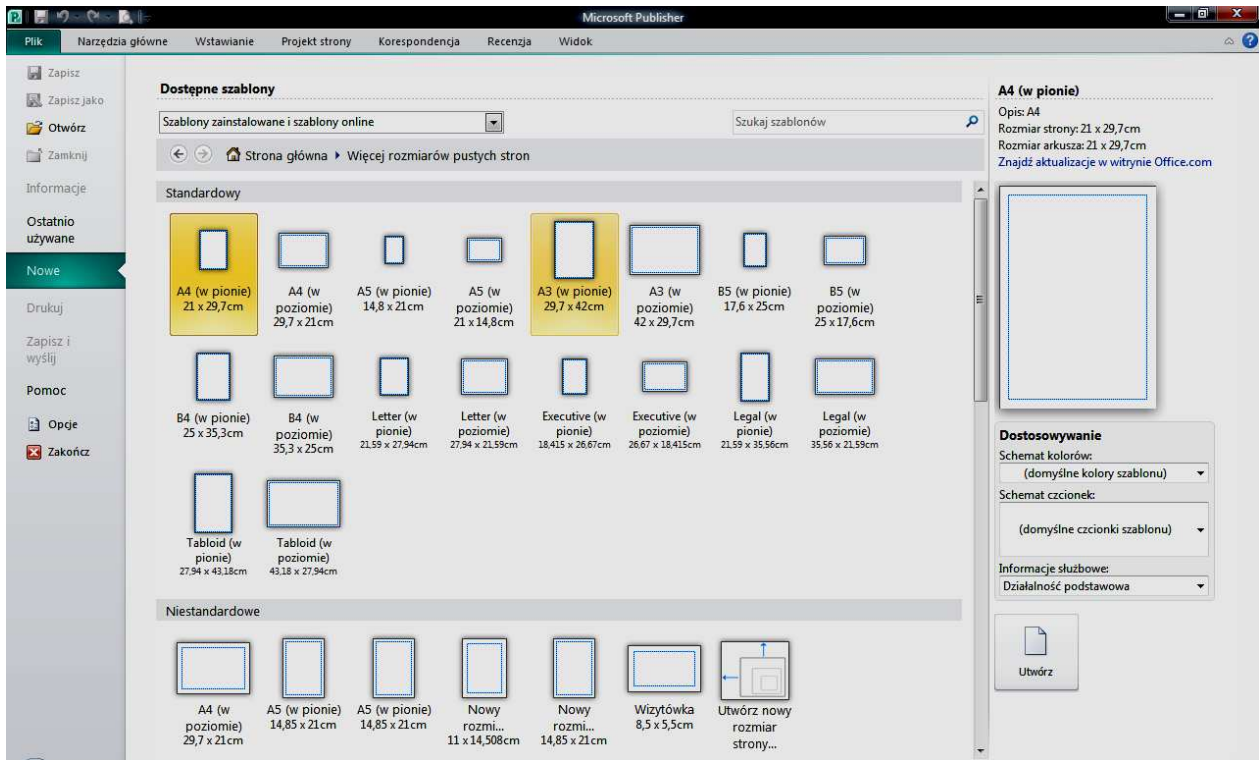 Microsoft Publisher
Plik Narzędzia główne Wstawianie Projekt strony Korespondencja Recenzja Widok
Zapisz
Zapisz jako
Otwórz
Zamknij
Informacje
Ostatnio
używane
Nowe
Drukuj
Zapisz i
wyślij
Pomoc
Opcje
Zakończ
Dostępne szablony
Szablony zainstalowane i szablony online
Szukaj szablonów
Strona główna Więcej rozmiarów pustych stron
Standardowy
A4 (w pionie)
21 x 29,7cm
A4 (w
poziomie)
29,7 x 21cm
A5 (w pionie)
14,8 x 21cm
A5 (w
poziomie)
21 x 14,8cm
A3 (w pionie)
29,7 x 42cm
A3 (w
poziomie)
42 x 29,7cm
B5 (w pionie)
17,6 x 25cm
B5 (w
poziomie)
25 x 17,6cm
B4 (w pionie)
25 x 35,3cm
B4 (w
poziomie)
35,3 x 25cm
Letter (w
pionie)
21,59 x 27,94cm
Letter (w
poziomie)
27,94 x 21,59cm
Executive (w
pionie)
18,415 x 26,67cm
Executive (w
poziomie)
26,67 x 18,415cm
Legal (w
pionie)
21,59 x 35,56cm
Legal (w
poziomie)
35,56 x 21,59cm
Tabloid (w
pionie)
27,94 x 43,18cm
Tabloid (w
poziomie)
43,18 x 27,94cm
Niestandardowe
A4 (w
poziomie)
29,7 x 21cm
A5 (w pionie)
14,85 x 21cm
A5 (w pionie)
14,85 x 21cm
Nowy
rozmi...
11 x 14,508cm
Nowy
rozmi...
14,85 x 21cm
Wizytówka
8,5 x 5,5cm
Utwórz nowy
rozmiar
strony...
A4 (w pionie)
Opis: A4
Rozmiar strony: 21 x 29,7cm
Rozmiar arkusza: 21 x 29,7cm
Znajdź aktualizacje w witrynie Office.com
Dostosowywanie
Schemat kolorów:
(domyślne kolory szablonu)
Schemat czcionek:
(domyślne czcionki szablonu)
Informacje służbowe:
Działalność podstawowa
Utwórz